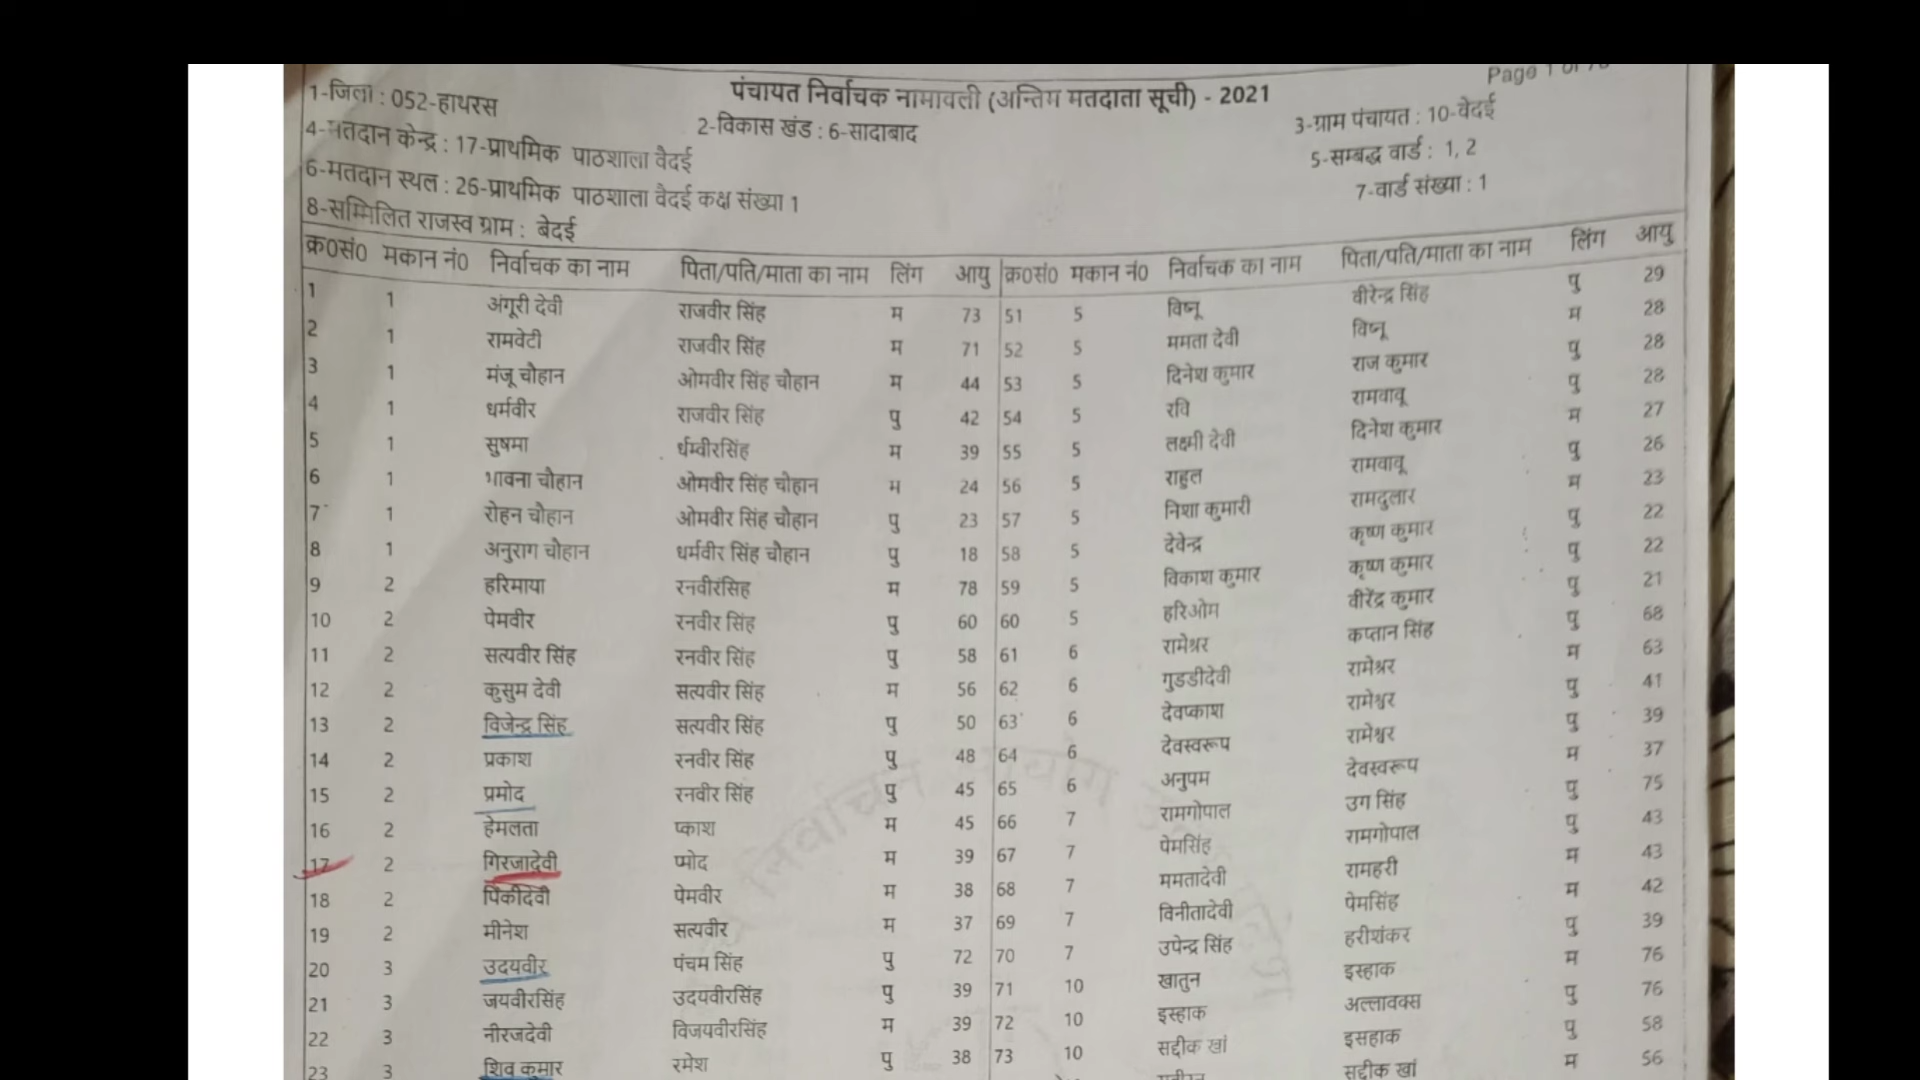 Page 1 of 78
पंचायत निर्वाचक नामावली (अन्तिम मतदाता सूची) - 2021
1-जिला : 052-हाथरस
2-विकास खंड : 6-सादाबाद
3-ग्राम पंचायत : 10-वेदई
4-मतदान केन्द्र : 17-प्राथमिक पाठशाला वैदई
5-सम्बद्ध वार्ड : 1, 2
6-मतदान स्थल : 26-प्राथमिक पाठशाला वैदई कक्ष संख्या 1
7-वार्ड संख्या : 1
8-सम्मिलित राजस्व ग्राम : बेदई
क्र0सं0 मकान नं0 निर्वाचक का नाम पिता/पति/माता का नाम लिंग आयु
1 1 अंगूरी देवी राजवीर सिंह म 73
2 1 रामवेटी राजवीर सिंह म 71
3 1 मंजू चौहान ओमवीर सिंह चौहान म 44
4 1 धर्मवीर राजवीर सिंह पु 42
5 1 सुषमा र्धम्वीरसिंह म 39
6 1 भावना चौहान ओमवीर सिंह चौहान म 24
7 1 रोहन चौहान ओमवीर सिंह चौहान पु 23
8 1 अनुराग चौहान धर्मवीर सिंह चौहान पु 18
9 2 हरिमाया रनवीरंसिह म 78
10 2 पेमवीर रनवीर सिंह पु 60
11 2 सत्यवीर सिंह रनवीर सिंह पु 58
12 2 कुसुम देवी सत्यवीर सिंह म 56
13 2 विजेन्द्र सिंह सत्यवीर सिंह पु 50
14 2 प्रकाश रनवीर सिंह पु 48
15 2 प्रमोद रनवीर सिंह पु 45
16 2 हेमलता प्काश म 45
17 2 गिरजादेवी प्मोद म 39
18 2 पिंकीदेवी पेमवीर म 38
19 2 मीनेश सत्यवीर म 37
20 3 उदयवीर पंचम सिंह पु 72
21 3 जयवीरसिंह उदयवीरसिंह पु 39
22 3 नीरजदेवी विजयवीरसिंह म 39
23 3 शिव कुमार रमेश पु 38
क्र0सं0 मकान नं0 निर्वाचक का नाम पिता/पति/माता का नाम लिंग आयु
51 5 विष्नू वीरेन्द्र सिंह पु 29
52 5 ममता देवी विष्नू म 28
53 5 दिनेश कुमार राज कुमार पु 28
54 5 रवि रामवावू पु 28
55 5 लक्ष्मी देवी दिनेश कुमार म 27
56 5 राहुल रामवावू पु 26
57 5 निशा कुमारी रामदुलार म 23
58 5 देवेन्द्र कृष्ण कुमार पु 22
59 5 विकाश कुमार कृष्ण कुमार पु 22
60 5 हरिओम वीरेंद्र कुमार पु 21
61 6 रामेश्रर कप्तान सिंह पु 68
62 6 गुडडीदेवी रामेश्रर म 63
63 6 देवप्काश रामेश्वर पु 41
64 6 देवस्वरूप रामेश्वर पु 39
65 6 अनुपम देवस्वरूप म 37
66 7 रामगोपाल उग सिंह पु 75
67 7 पेमसिंह रामगोपाल पु 43
68 7 ममतादेवी रामहरी म 43
69 7 विनीतादेवी पेमसिंह म 42
70 7 उपेन्द्र सिंह हरीशंकर पु 39
71 10 खातुन इस्हाक म 76
72 10 इस्हाक अल्लावक्स पु 76
73 10 सद्दीक खां इसहाक पु 58
सद्दीक खां म 56